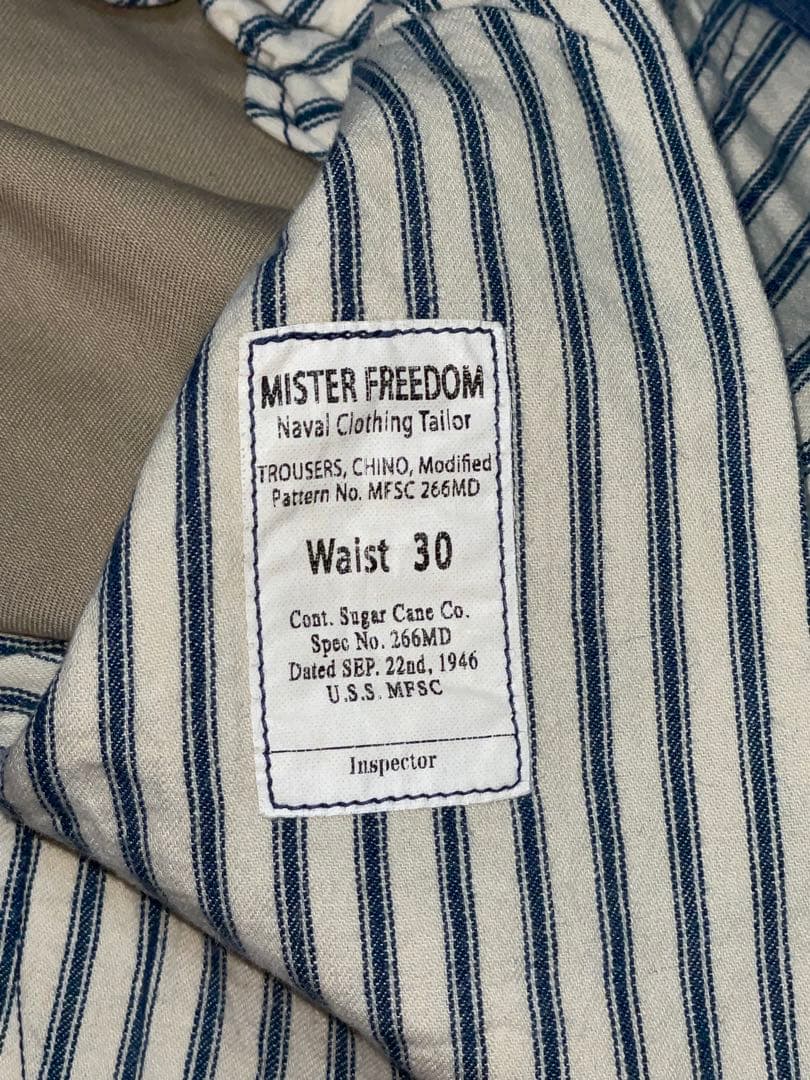 MISTER FREEDOM
Naval Clothing Tailor
TROUSERS, CHINO, Modified
Pattern No. MFSC 266MD
Waist 30
Cont. Sugar Cane Co.
Spec No. 266MD
Dated SEP. 22nd, 1946
U.S.S. MFSC
Inspector